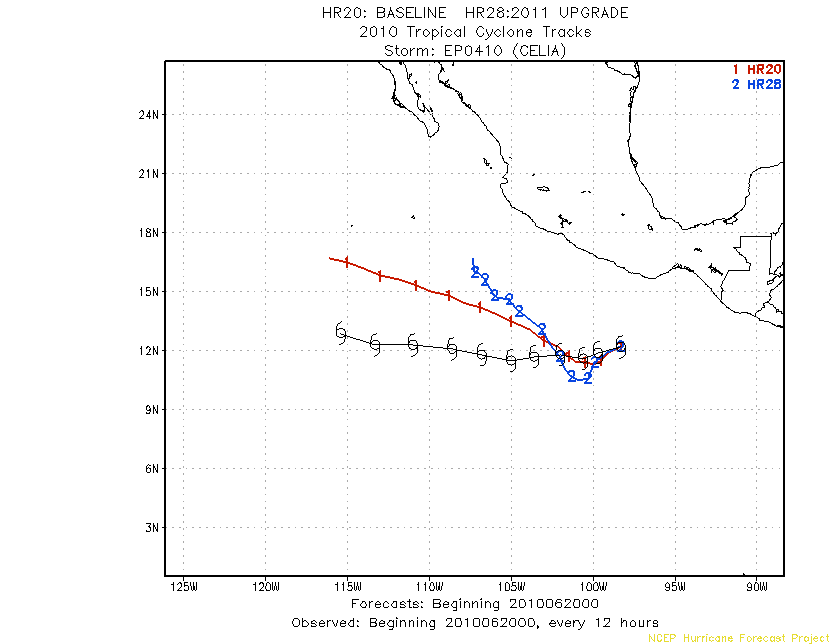 HR20: BASELINE HR28:2011 UPGRADE
2010 Tropical Cyclone Tracks
Storm: EP0410 (CELIA)
1 HR20
2 HR28
24N
21N
18N
15N
12N
9N
6N
3N
125W 120W 115W 110W 105W 100W 95W 90W
Forecasts: Beginning 2010062000
Observed: Beginning 2010062000, every 12 hours
NCEP Hurricane Forecast Project